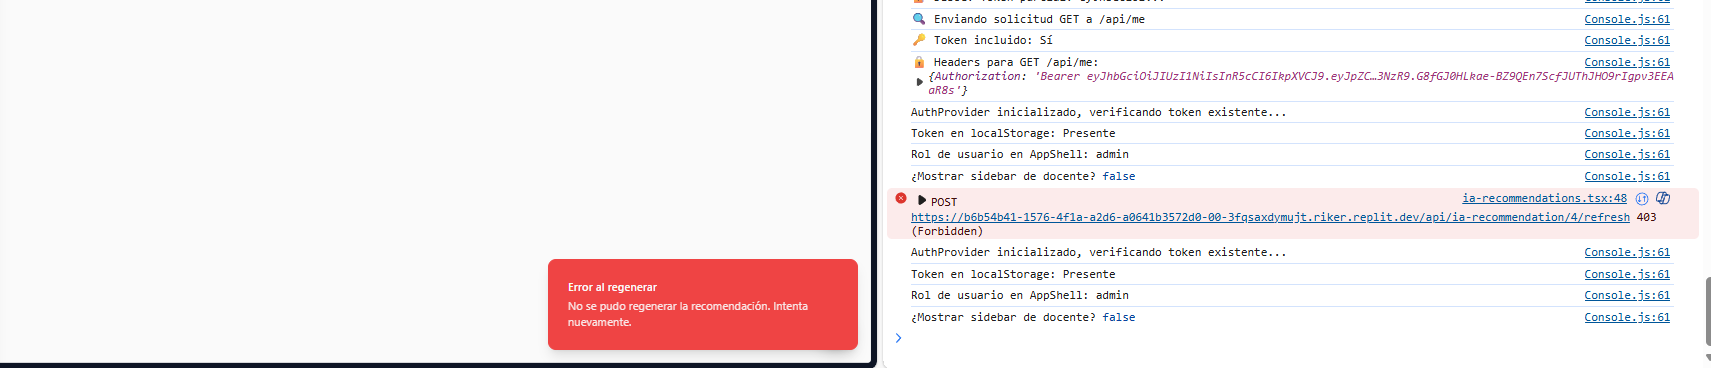 Error al regenerar
No se pudo regenerar la recomendación. Intenta
nuevamente.
Enviando solicitud GET a /api/me Console.js:61
Token incluido: Sí Console.js:61
Headers para GET /api/me: Console.js:61
{Authorization: 'Bearer eyJhbGciOiJIUzI1NiIsInR5cCI6IkpXVCJ9.eyJpZC…3NzR9.G8fGJ0HLkae-BZ9QEn7ScfJUThJHO9rIgpv3EEA
aR8s'}
AuthProvider inicializado, verificando token existente... Console.js:61
Token en localStorage: Presente Console.js:61
Rol de usuario en AppShell: admin Console.js:61
¿Mostrar sidebar de docente? false Console.js:61
POST ia-recommendations.tsx:48
https://b6b54b41-1576-4f1a-a2d6-a0641b3572d0-00-3fqsaxdymujt.riker.replit.dev/api/ia-recommendation/4/refresh 403
(Forbidden)
AuthProvider inicializado, verificando token existente... Console.js:61
Token en localStorage: Presente Console.js:61
Rol de usuario en AppShell: admin Console.js:61
¿Mostrar sidebar de docente? false Console.js:61